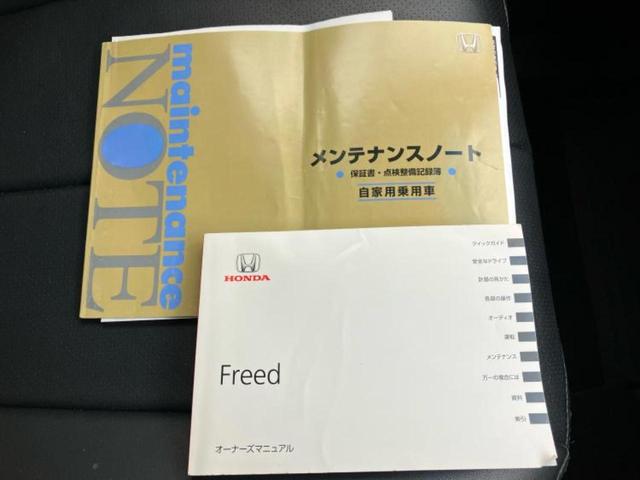 maintenance
NOTE
メンテナンスノート
保証書・点検整備記録簿
自家用乗用車
HONDA
Freed
オーナーズマニュアル
クイックガイド
安全なドライブ
計器の見かた
各部の操作
オーディオ
運転
メンテナンス
万一の場合には
資料
索引